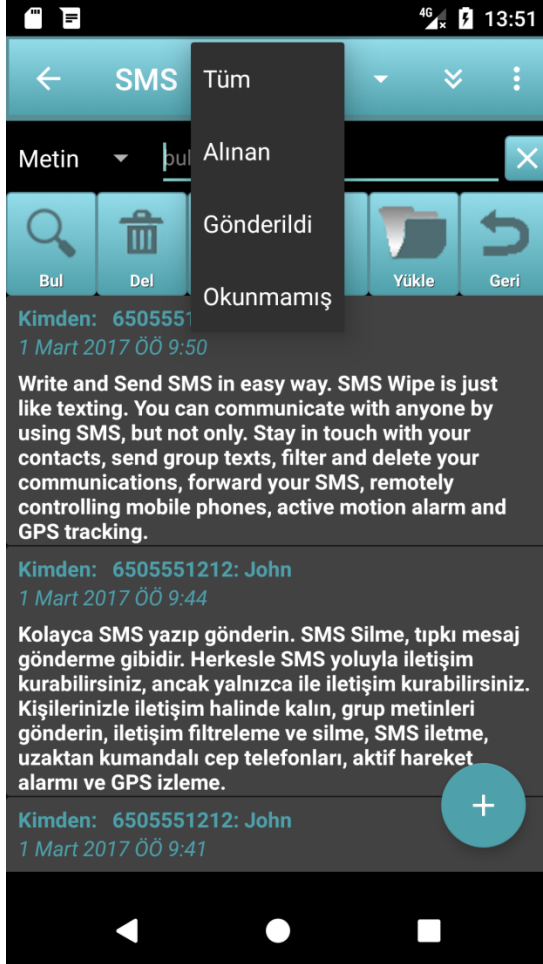 4G 13:51
SMS
Tüm
Alınan
Gönderildi
Okunmamış
Metin
bul
Bul
Del
Yükle
Geri
Kimden: 6505551
1 Mart 2017 ÖÖ 9:50
Write and Send SMS in easy way. SMS Wipe is just
like texting. You can communicate with anyone by
using SMS, but not only. Stay in touch with your
contacts, send group texts, filter and delete your
communications, forward your SMS, remotely
controlling mobile phones, active motion alarm and
GPS tracking.
Kimden: 6505551212: John
1 Mart 2017 ÖÖ 9:44
Kolayca SMS yazıp gönderin. SMS Silme, tıpkı mesaj
gönderme gibidir. Herkesle SMS yoluyla iletişim
kurabilirsiniz, ancak yalnızca ile iletişim kurabilirsiniz.
Kişilerinizle iletişim halinde kalın, grup metinleri
gönderin, iletişim filtreleme ve silme, SMS iletme,
uzaktan kumandalı cep telefonları, aktif hareket
alarmı ve GPS izleme.
Kimden: 6505551212: John
1 Mart 2017 ÖÖ 9:41